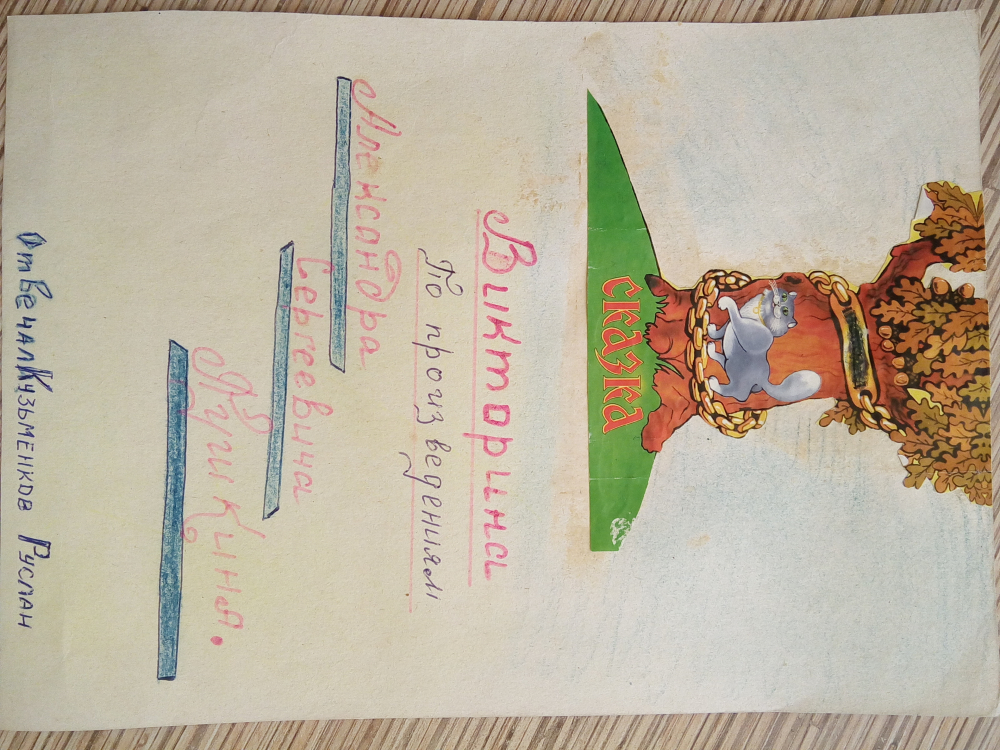 сказка
Викторина
По произведениям
Александра
Сергеевича
Пушкина.
Отвечал Кузьменков Руслан